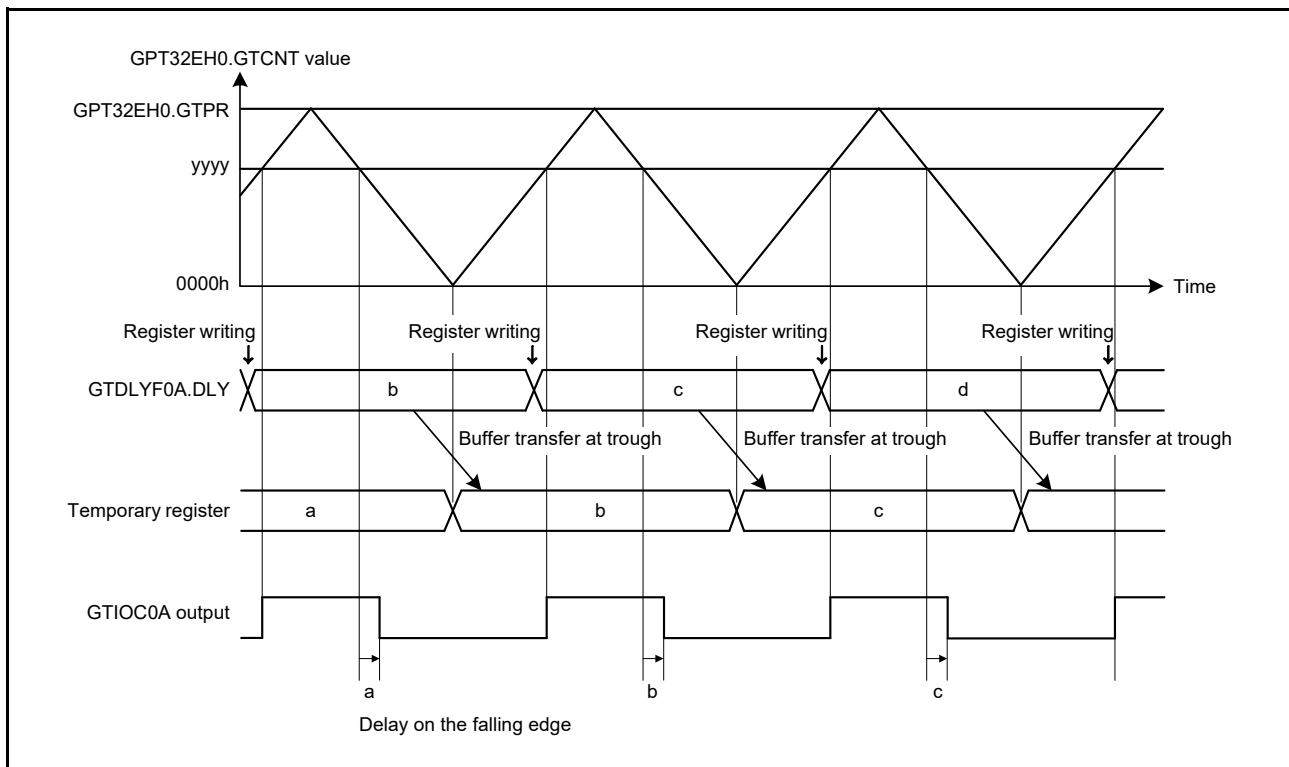 GPT32EH0.GTCNT value
GPT32EH0.GTPR
yyyy
0000h
Time
Register writing Register writing Register writing Register writing
GTDLYF0A.DLY b c d
Buffer transfer at trough Buffer transfer at trough Buffer transfer at trough
Temporary register a b c
GTIOC0A output
a b c
Delay on the falling edge